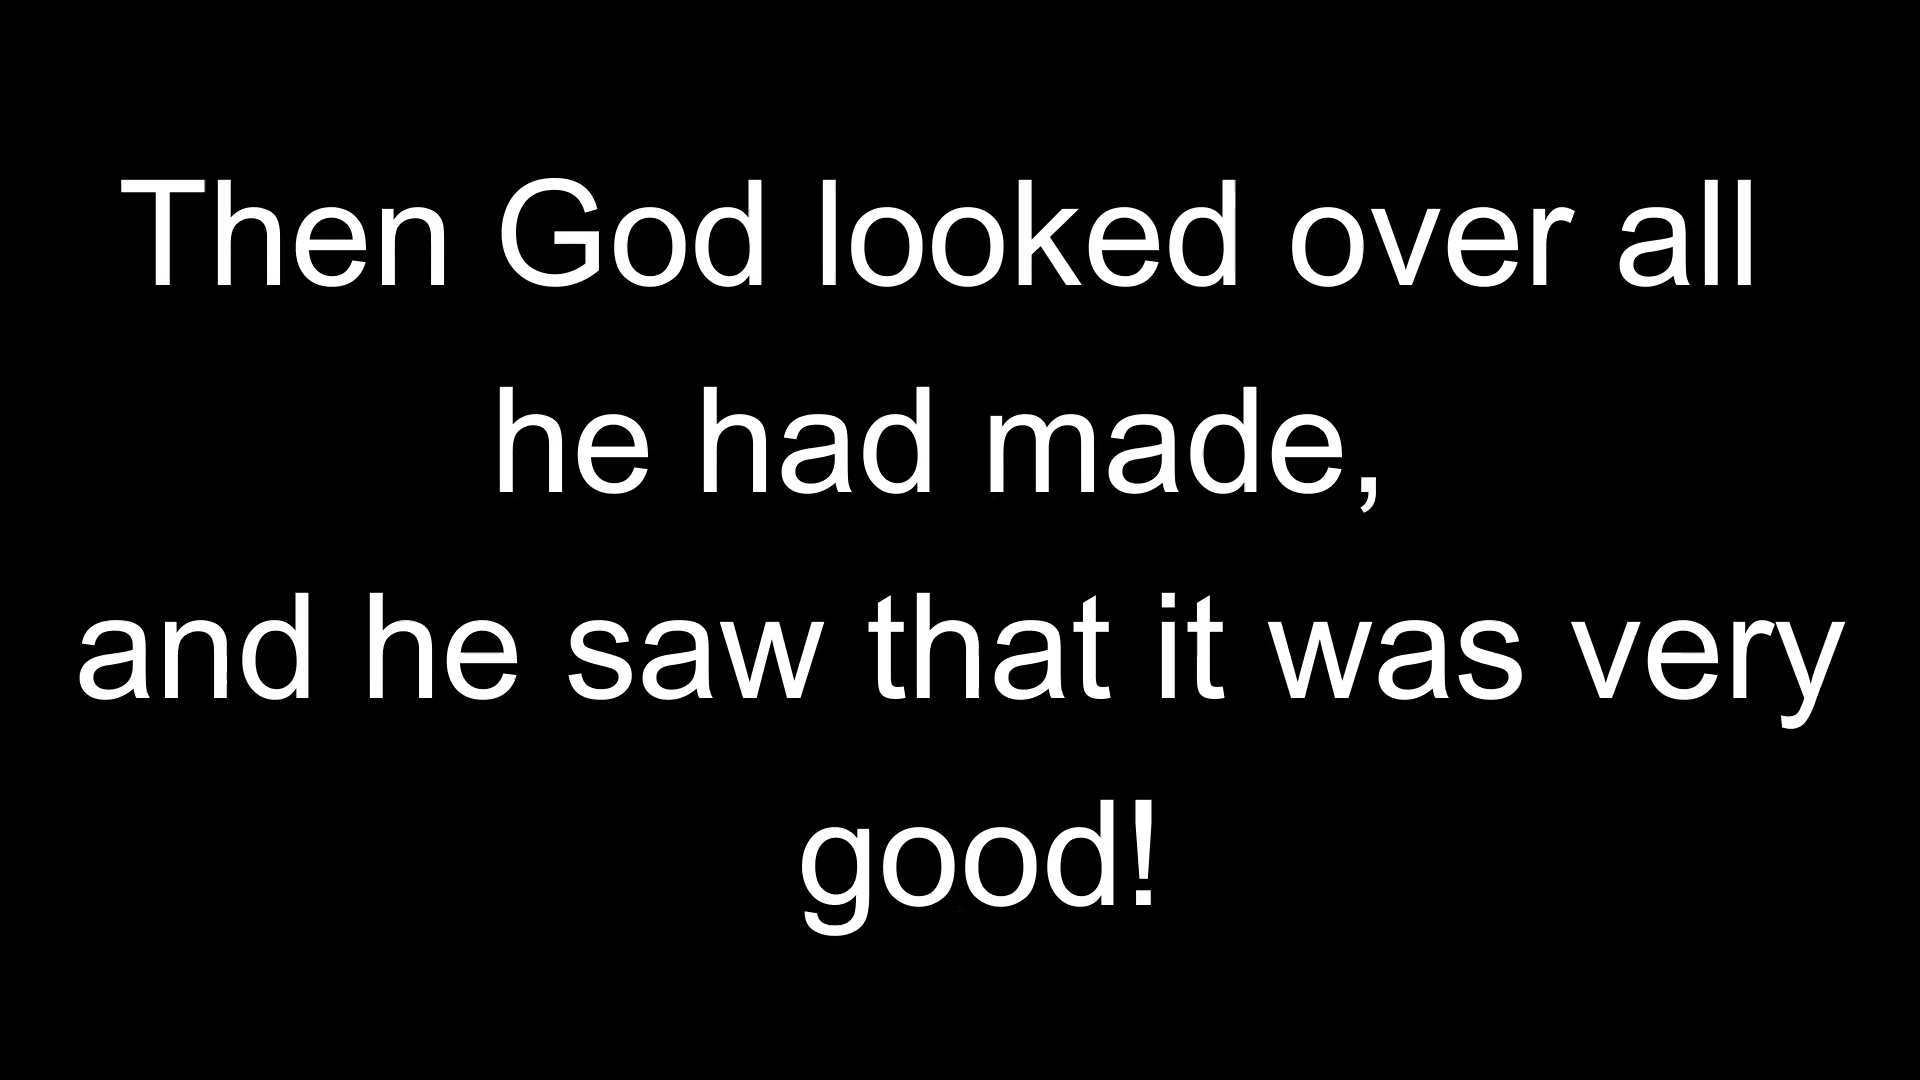 Then God looked over all
he had made,
and he saw that it was very
good!